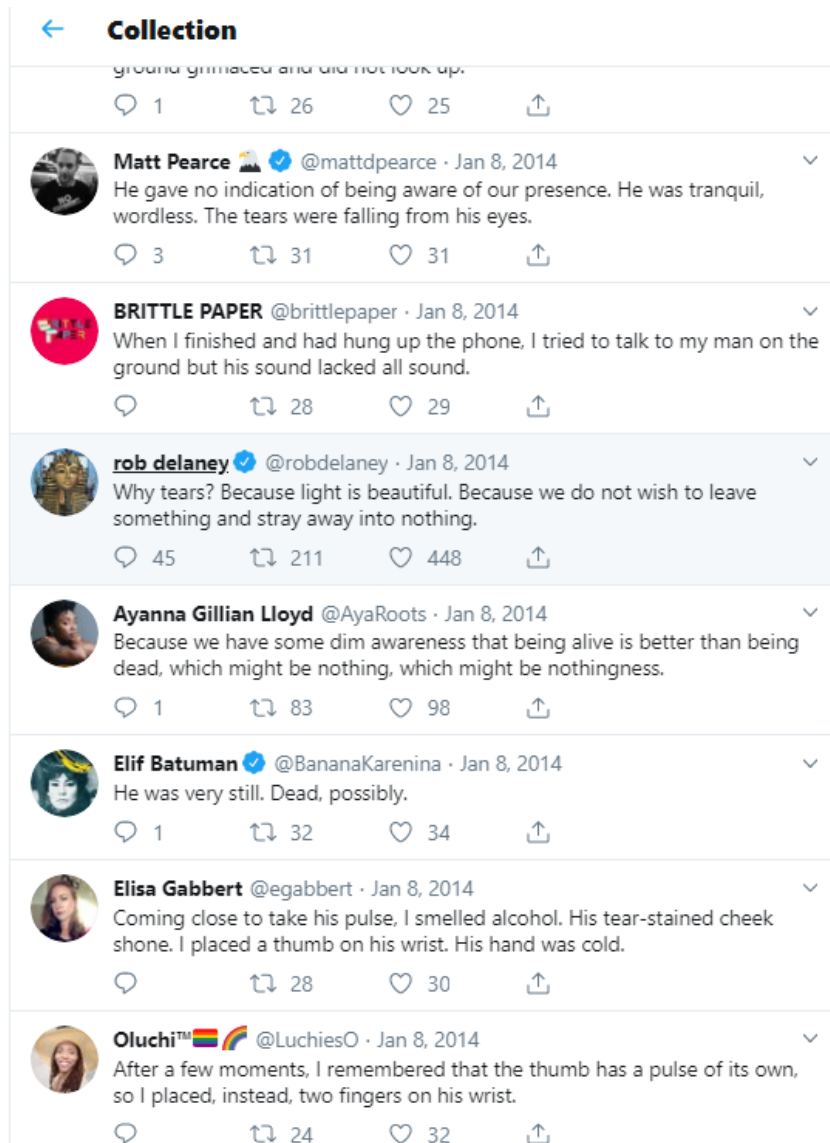 Collection
ground grimaced and did not look up.
1 26 25
Matt Pearce @mattdpearce · Jan 8, 2014
He gave no indication of being aware of our presence. He was tranquil,
wordless. The tears were falling from his eyes.
3 31 31
BRITTLE PAPER
BRITTLE PAPER @brittlepaper · Jan 8, 2014
When I finished and had hung up the phone, I tried to talk to my man on the
ground but his sound lacked all sound.
28 29
rob delaney @robdelaney · Jan 8, 2014
Why tears? Because light is beautiful. Because we do not wish to leave
something and stray away into nothing.
45 211 448
Ayanna Gillian Lloyd @AyaRoots · Jan 8, 2014
Because we have some dim awareness that being alive is better than being
dead, which might be nothing, which might be nothingness.
1 83 98
Elif Batuman @BananaKarenina · Jan 8, 2014
He was very still. Dead, possibly.
1 32 34
Elisa Gabbert @egabbert · Jan 8, 2014
Coming close to take his pulse, I smelled alcohol. His tear-stained cheek
shone. I placed a thumb on his wrist. His hand was cold.
28 30
Oluchi™ @LuchiesO · Jan 8, 2014
After a few moments, I remembered that the thumb has a pulse of its own,
so I placed, instead, two fingers on his wrist.
24 32